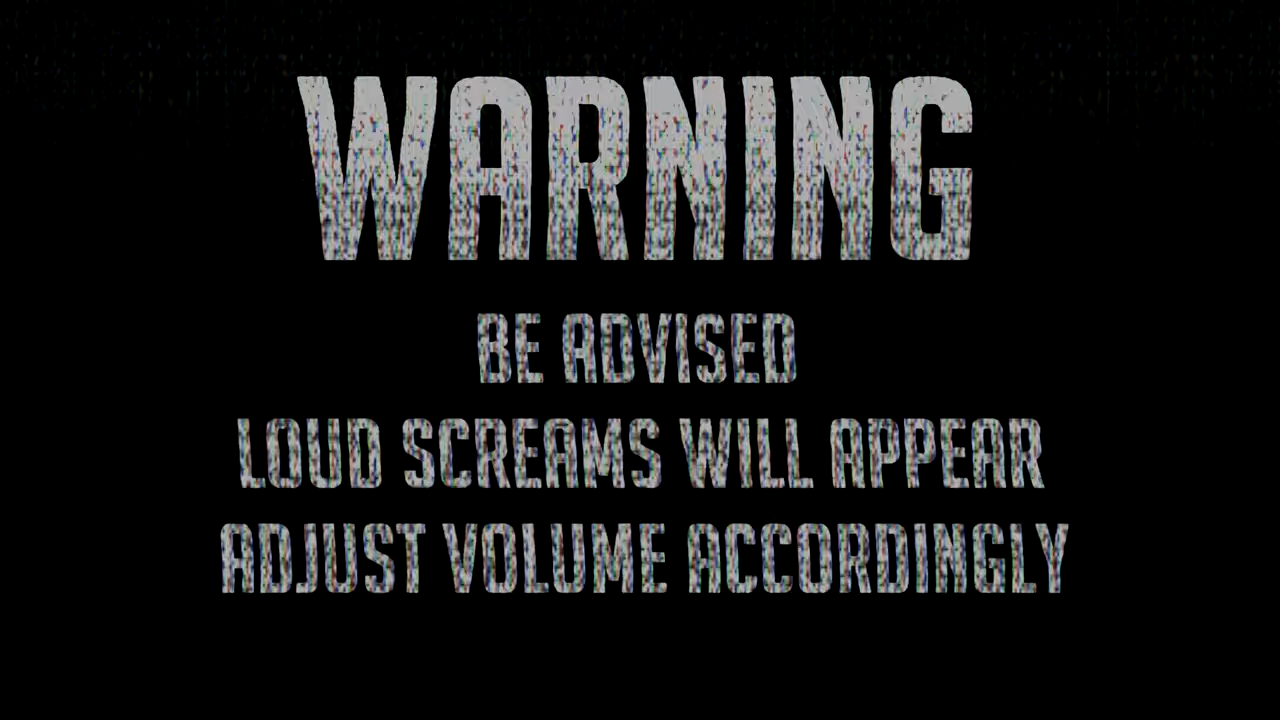 WARNING
BE ADVISED
LOUD SCREAMS WILL APPEAR
ADJUST VOLUME ACCORDINGLY